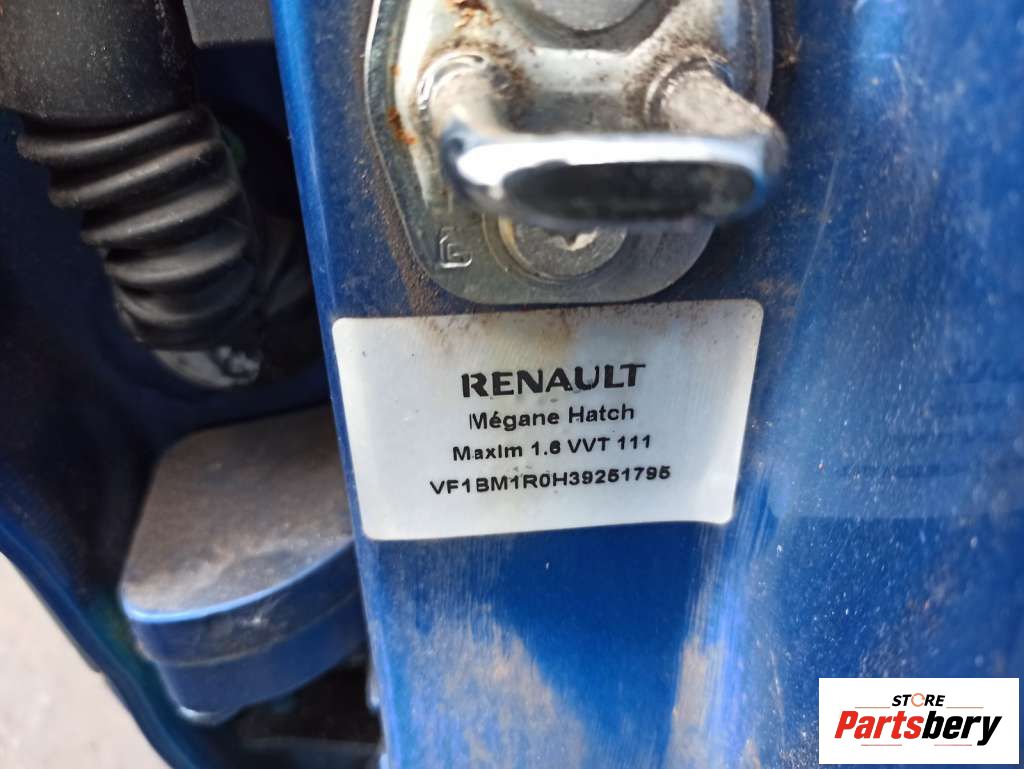 RENAULT
Mégane Hatch
Maxim 1.6 VVT 111
VF1BM1R0H39251795
STORE
Partsbery